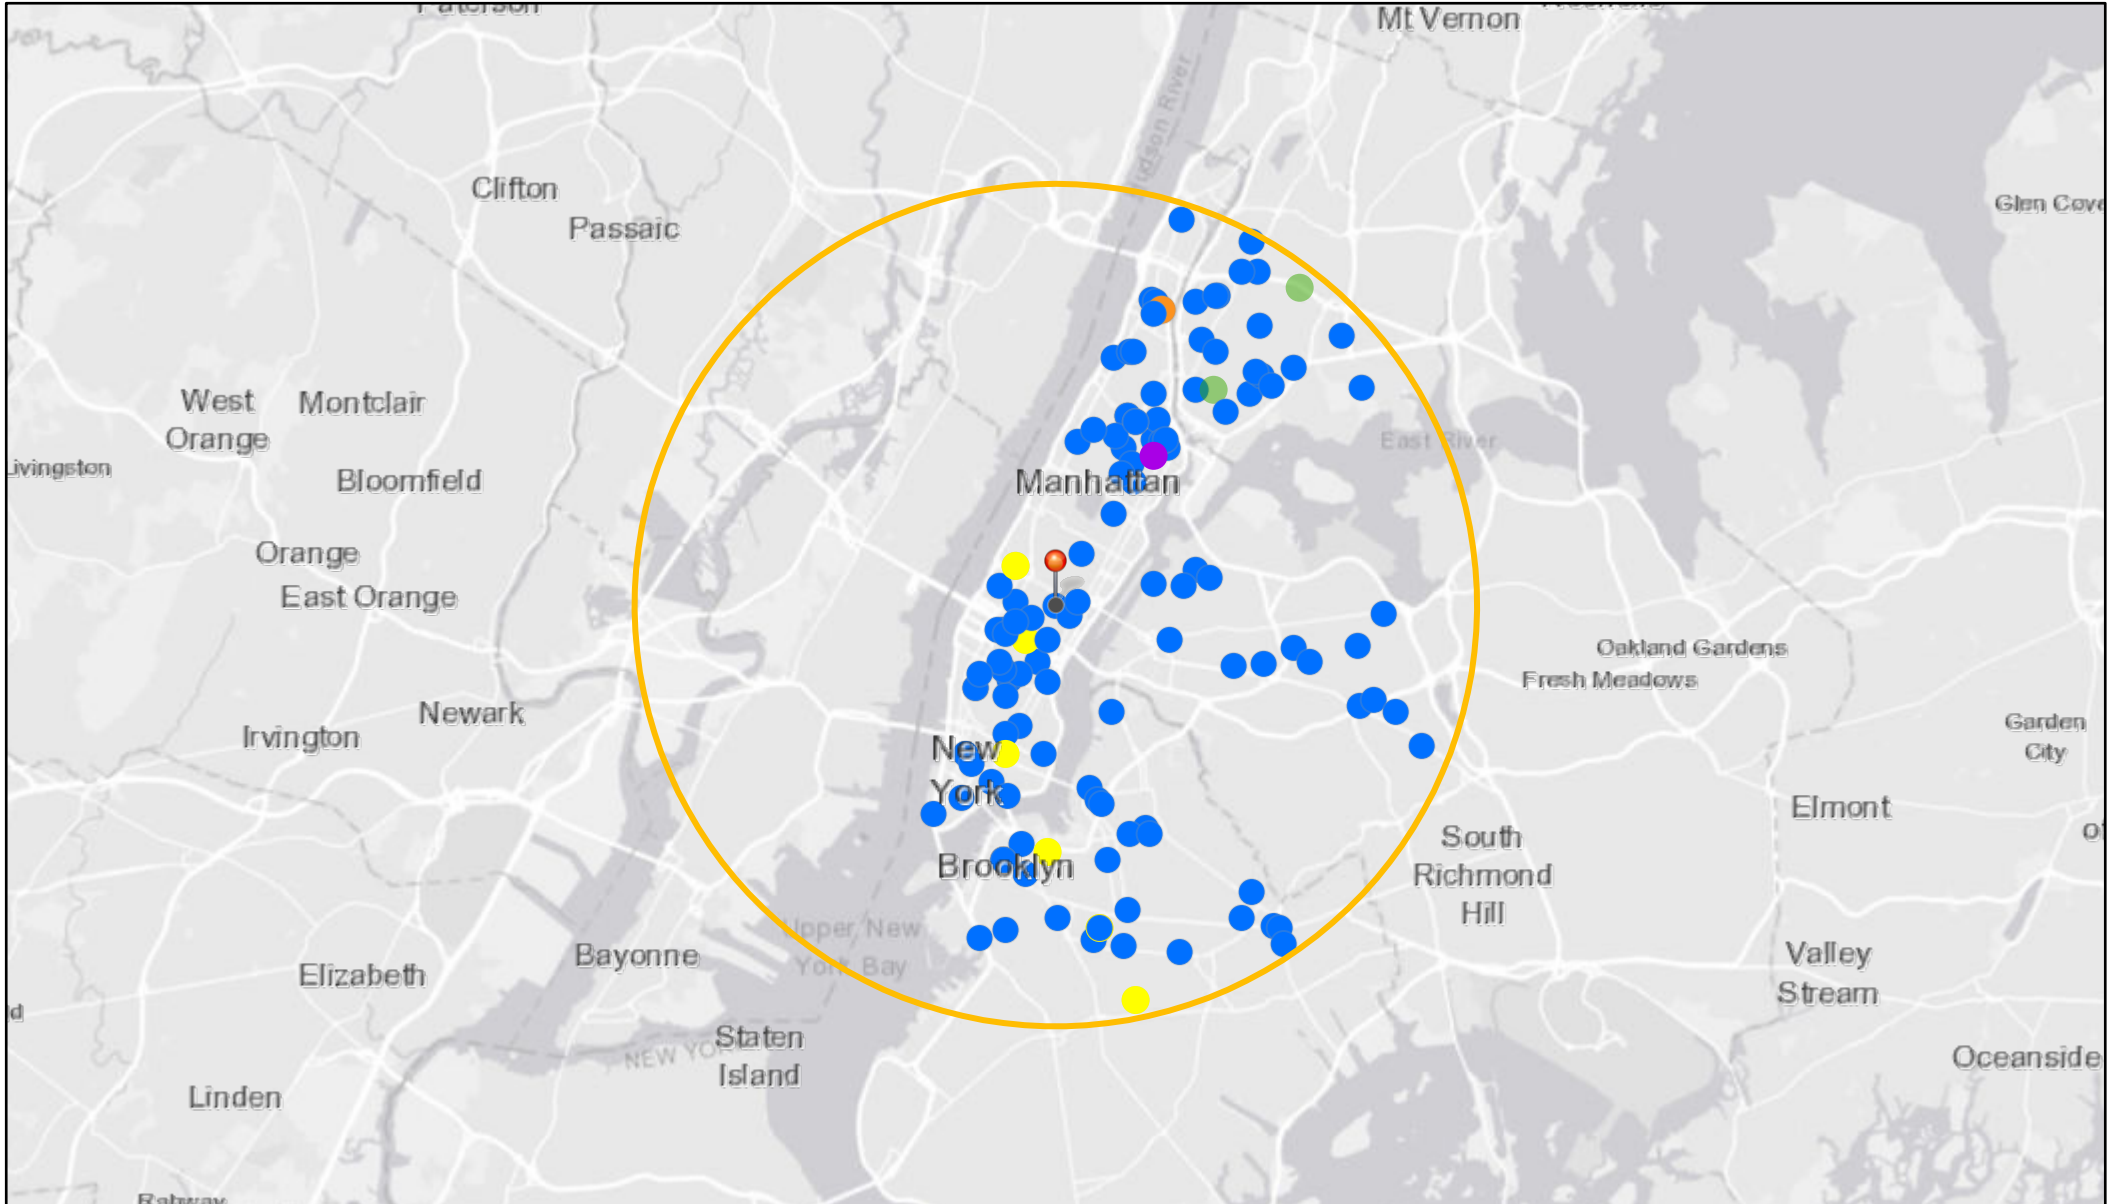 Paterson
Mt Vernon
Hudson River
Clifton
Glen Cove
Passaic
West
Orange
Montclair
East River
Livingston
Bloomfield
Manhattan
Orange
East Orange
Oakland Gardens
Fresh Meadows
Newark
Garden
City
Irvington
New
York
Elmont
South
Richmond
Hill
Brooklyn
Upper New
York Bay
Bayonne
Valley
Stream
Elizabeth
Staten
Island
NEW YOR
Oceanside
Linden
Rahway